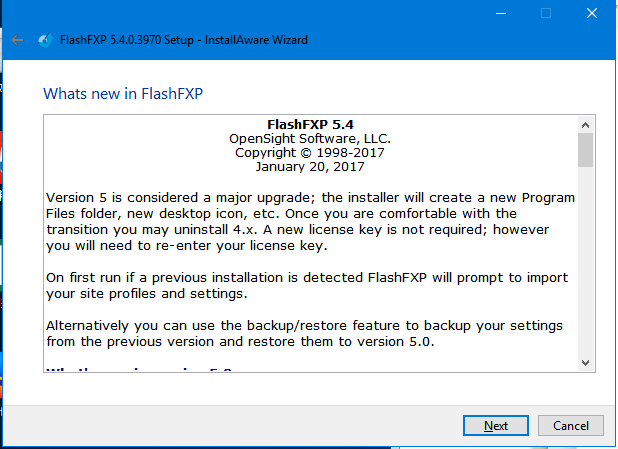 FlashFXP 5.4.0.3970 Setup - InstallAware Wizard
Whats new in FlashFXP
FlashFXP 5.4
OpenSight Software, LLC.
Copyright © 1998-2017
January 20, 2017
Version 5 is considered a major upgrade; the installer will create a new Program
Files folder, new desktop icon, etc. Once you are comfortable with the
transition you may uninstall 4.x. A new license key is not required; however
you will need to re-enter your license key.
On first run if a previous installation is detected FlashFXP will prompt to import
your site profiles and settings.
Alternatively you can use the backup/restore feature to backup your settings
from the previous version and restore them to version 5.0.
Next
Cancel